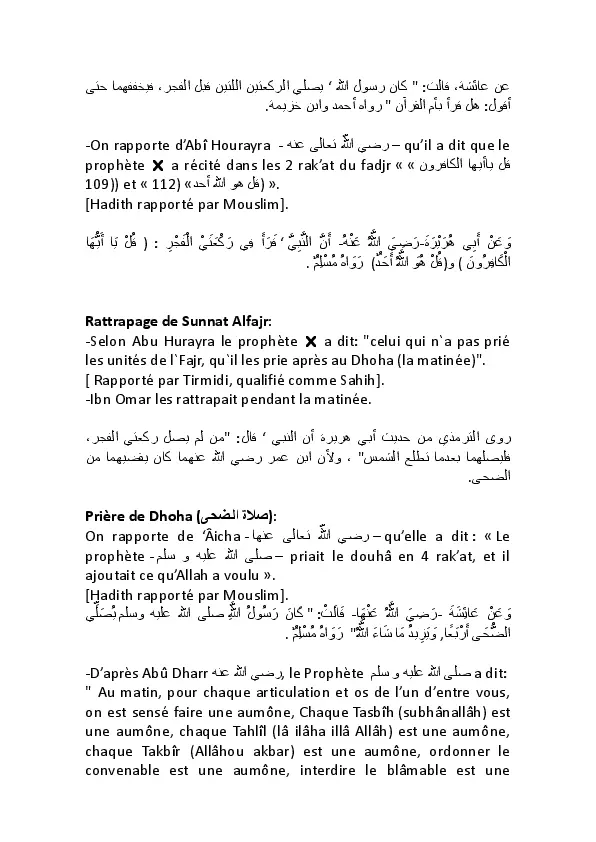 عن عائشة، قالت: " كان رسول الله ‘ يصلي الركعتين اللتين قبل الفجر، فيخففهما حتى
أقول: هل قرأ بأم القرآن " رواه أحمد وابن خزيمة.
-On rapporte d’Abî Hourayra - رضي الله تعالى عنه – qu’il a dit que le
prophète ✗ a récité dans les 2 rak’at du fadjr « « قل ياأيها الكافرون
109)) et « 112) «قل هو الله أحد) ».
[Hadith rapporté par Mouslim].
وَعَنْ أَبِي هُرَيْرَةَ-رَضِيَ اللَّهُ عَنْهُ- أَنَّ النَّبِيَّ ‘ قَرَأَ فِي رَكْعَتَيْ الْفَجْرِ : ( قُلْ يَا أَيُّهَا
الْكَافِرُونَ ) و(قُلْ هُوَ اللَّهُ أَحَدٌ) رَوَاهُ مُسْلِمٌ .
Rattrapage de Sunnat Alfajr:
-Selon Abu Hurayra le prophète ✗ a dit: "celui qui n`a pas prié
les unités de l`Fajr, qu`il les prie après au Dhoha (la matinée)".
[ Rapporté par Tirmidi, qualifié comme Sahih].
-Ibn Omar les rattrapait pendant la matinée.
روى الترمذي من حديث أبي هريرة أن النبي ‘ قال: "من لم يصل ركعتي الفجر،
فليصلهما بعدما تطلع الشمس" ، ولأن ابن عمر رضي الله عنهما كان يقضيهما من
الضحى.
Prière de Dhoha (صلاة الضحى):
On rapporte de ‘Âicha - رضي الله تعالى عنها – qu’elle a dit : « Le
prophète - صلى الله عليه و سلم – priait le douhâ en 4 rak’at, et il
ajoutait ce qu’Allah a voulu ».
[Hadith rapporté par Mouslim].
وَعَنْ عَائِشَةَ -رَضِيَ اللَّهُ عَنْهَا- قَالَتْ: " كَانَ رَسُولُ اللَّهِ صلى الله عليه وسلم يُصَلِّي
الضُّحَى أَرْبَعًا, وَيَزِيدُ مَا شَاءَ اللَّهُ" رَوَاهُ مُسْلِمٌ .
-D’après Abû Dharr رضي الله عنه, le Prophète صلى الله عليه و سلم a dit:
" Au matin, pour chaque articulation et os de l’un d’entre vous,
on est sensé faire une aumône, Chaque Tasbîh (subhânallâh) est
une aumône, chaque Tahlîl (lâ ilâha illâ Allâh) est une aumône,
chaque Takbîr (Allâhou akbar) est une aumône, ordonner le
convenable est une aumône, interdire le blâmable est une